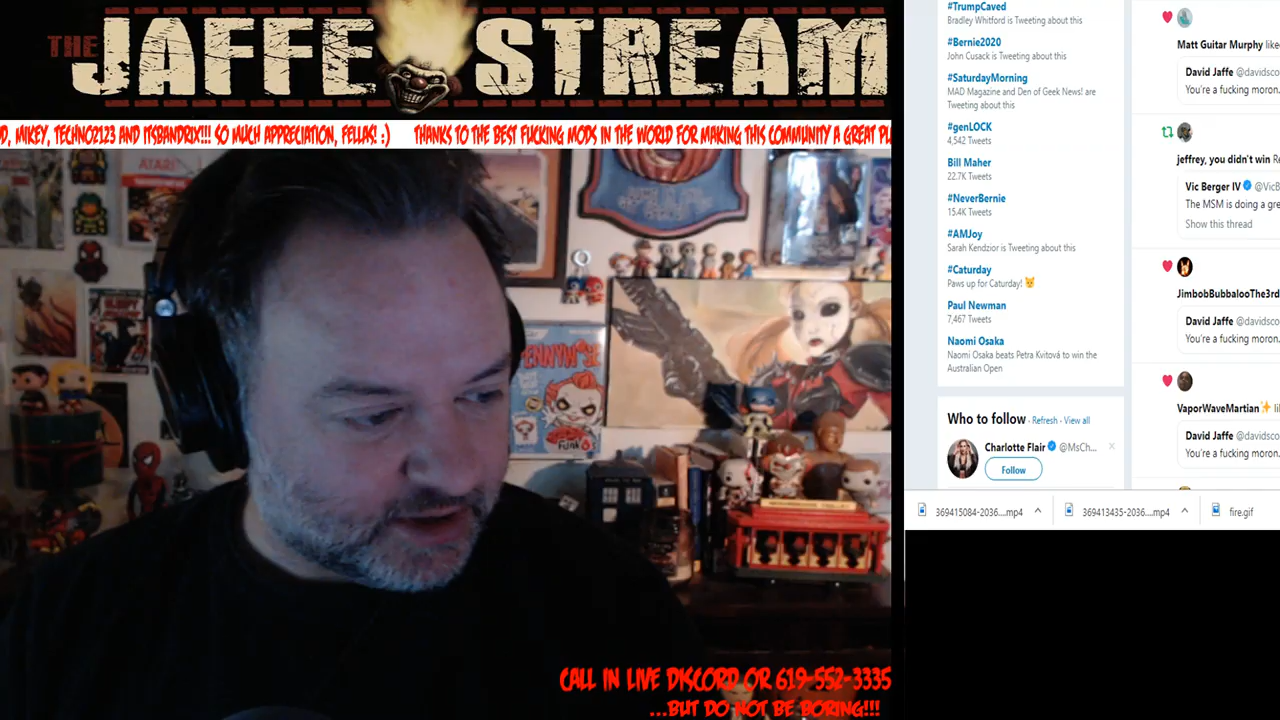 THE JAFFE STREAM
D, MIKEY, TECHNO2123 AND ITSBANDRIX!!! SO MUCH APPRECIATION, FELLAS! :) THANKS TO THE BEST FUCKING MODS IN THE WORLD FOR MAKING THIS COMMUNITY A GREAT PL
ATARI
Funko
CALL IN LIVE DISCORD OR 619-552-3335
...BUT DO NOT BE BORING!!!
#TrumpCaved
Bradley Whitford is Tweeting about this
#Bernie2020
John Cusack is Tweeting about this
#SaturdayMorning
MAD Magazine and Den of Geek News! are
Tweeting about this
#genLOCK
4,542 Tweets
Bill Maher
22.7K Tweets
#NeverBernie
15.4K Tweets
#AMJoy
Sarah Kendzior is Tweeting about this
#Caturday
Paws up for Caturday! 🐱
Paul Newman
7,467 Tweets
Naomi Osaka
Naomi Osaka beats Petra Kvitová to win the
Australian Open
Who to follow · Refresh · View all
Charlotte Flair @MsCh...
Follow
Matt Guitar Murphy like
David Jaffe @davidsco
You're a fucking moron.
jeffrey, you didn't win Re
Vic Berger IV @VicB
The MSM is doing a gre
Show this thread
JimbobBubbalooThe3rd
David Jaffe @davidsco
You're a fucking moron.
VaporWaveMartian✨ li
David Jaffe @davidsco
You're a fucking moron.
369415084-2036....mp4
369413435-2036....mp4
fire.gif